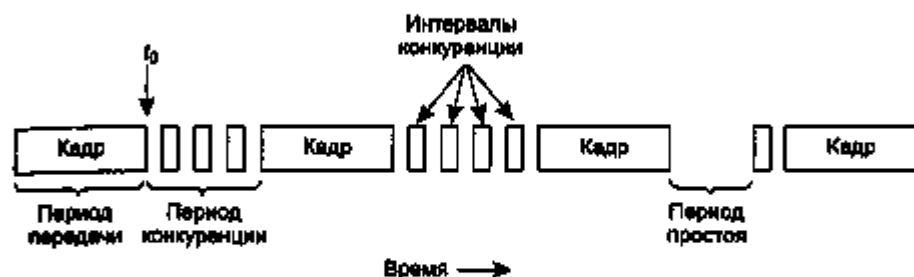 Интервалы
конкуренции
t₀
Кадр
Кадр
Кадр
Кадр
Период
передачи
Период
конкуренции
Период
простоя
Время